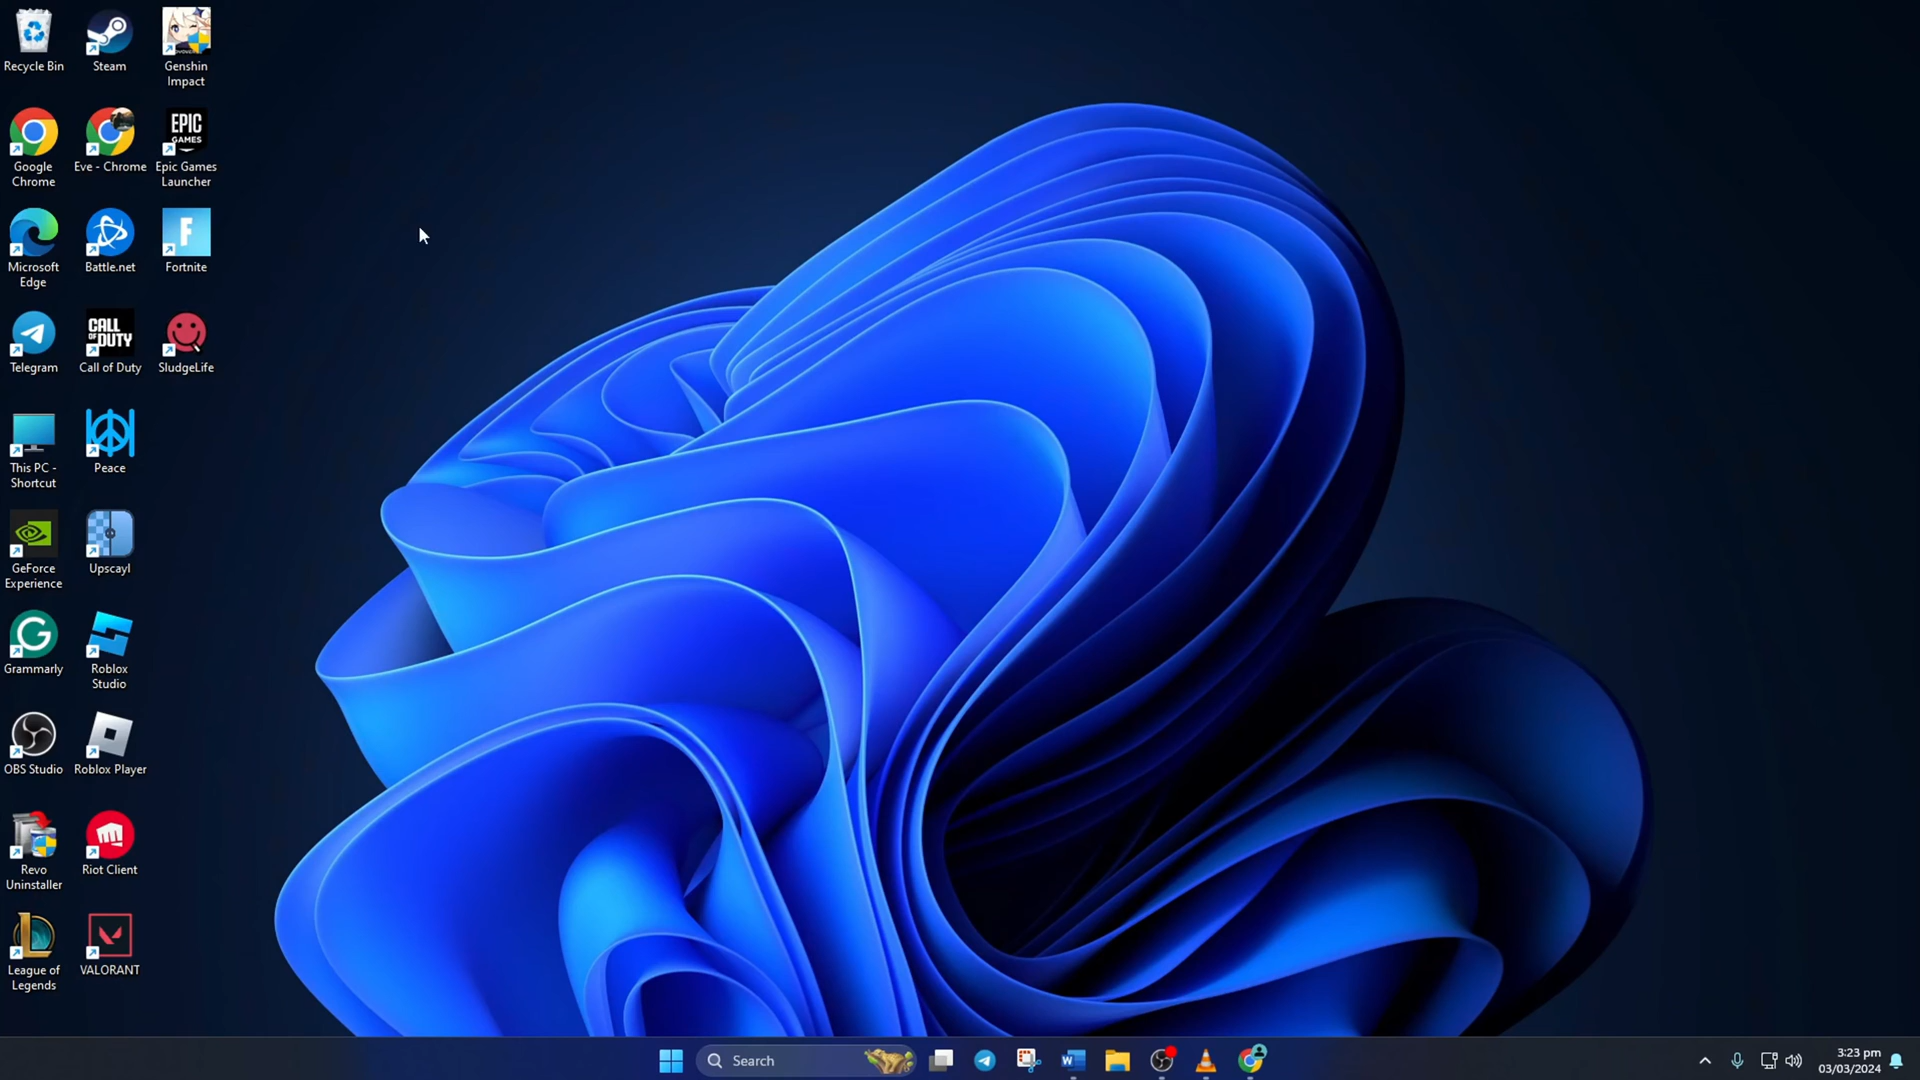 Recycle Bin
Steam
Genshin
Impact
Google
Chrome
Eve - Chrome
EPIC
GAMES
Epic Games
Launcher
Microsoft
Edge
Battle.net
F
Fortnite
Telegram
CALL
OF DUTY
Call of Duty
SludgeLife
This PC -
Shortcut
Peace
GeForce
Experience
Upscayl
G
Grammarly
Roblox
Studio
OBS Studio
Roblox Player
Revo
Uninstaller
Riot Client
L
League of
Legends
VALORANT
Search
W
3:23 pm
03/03/2024